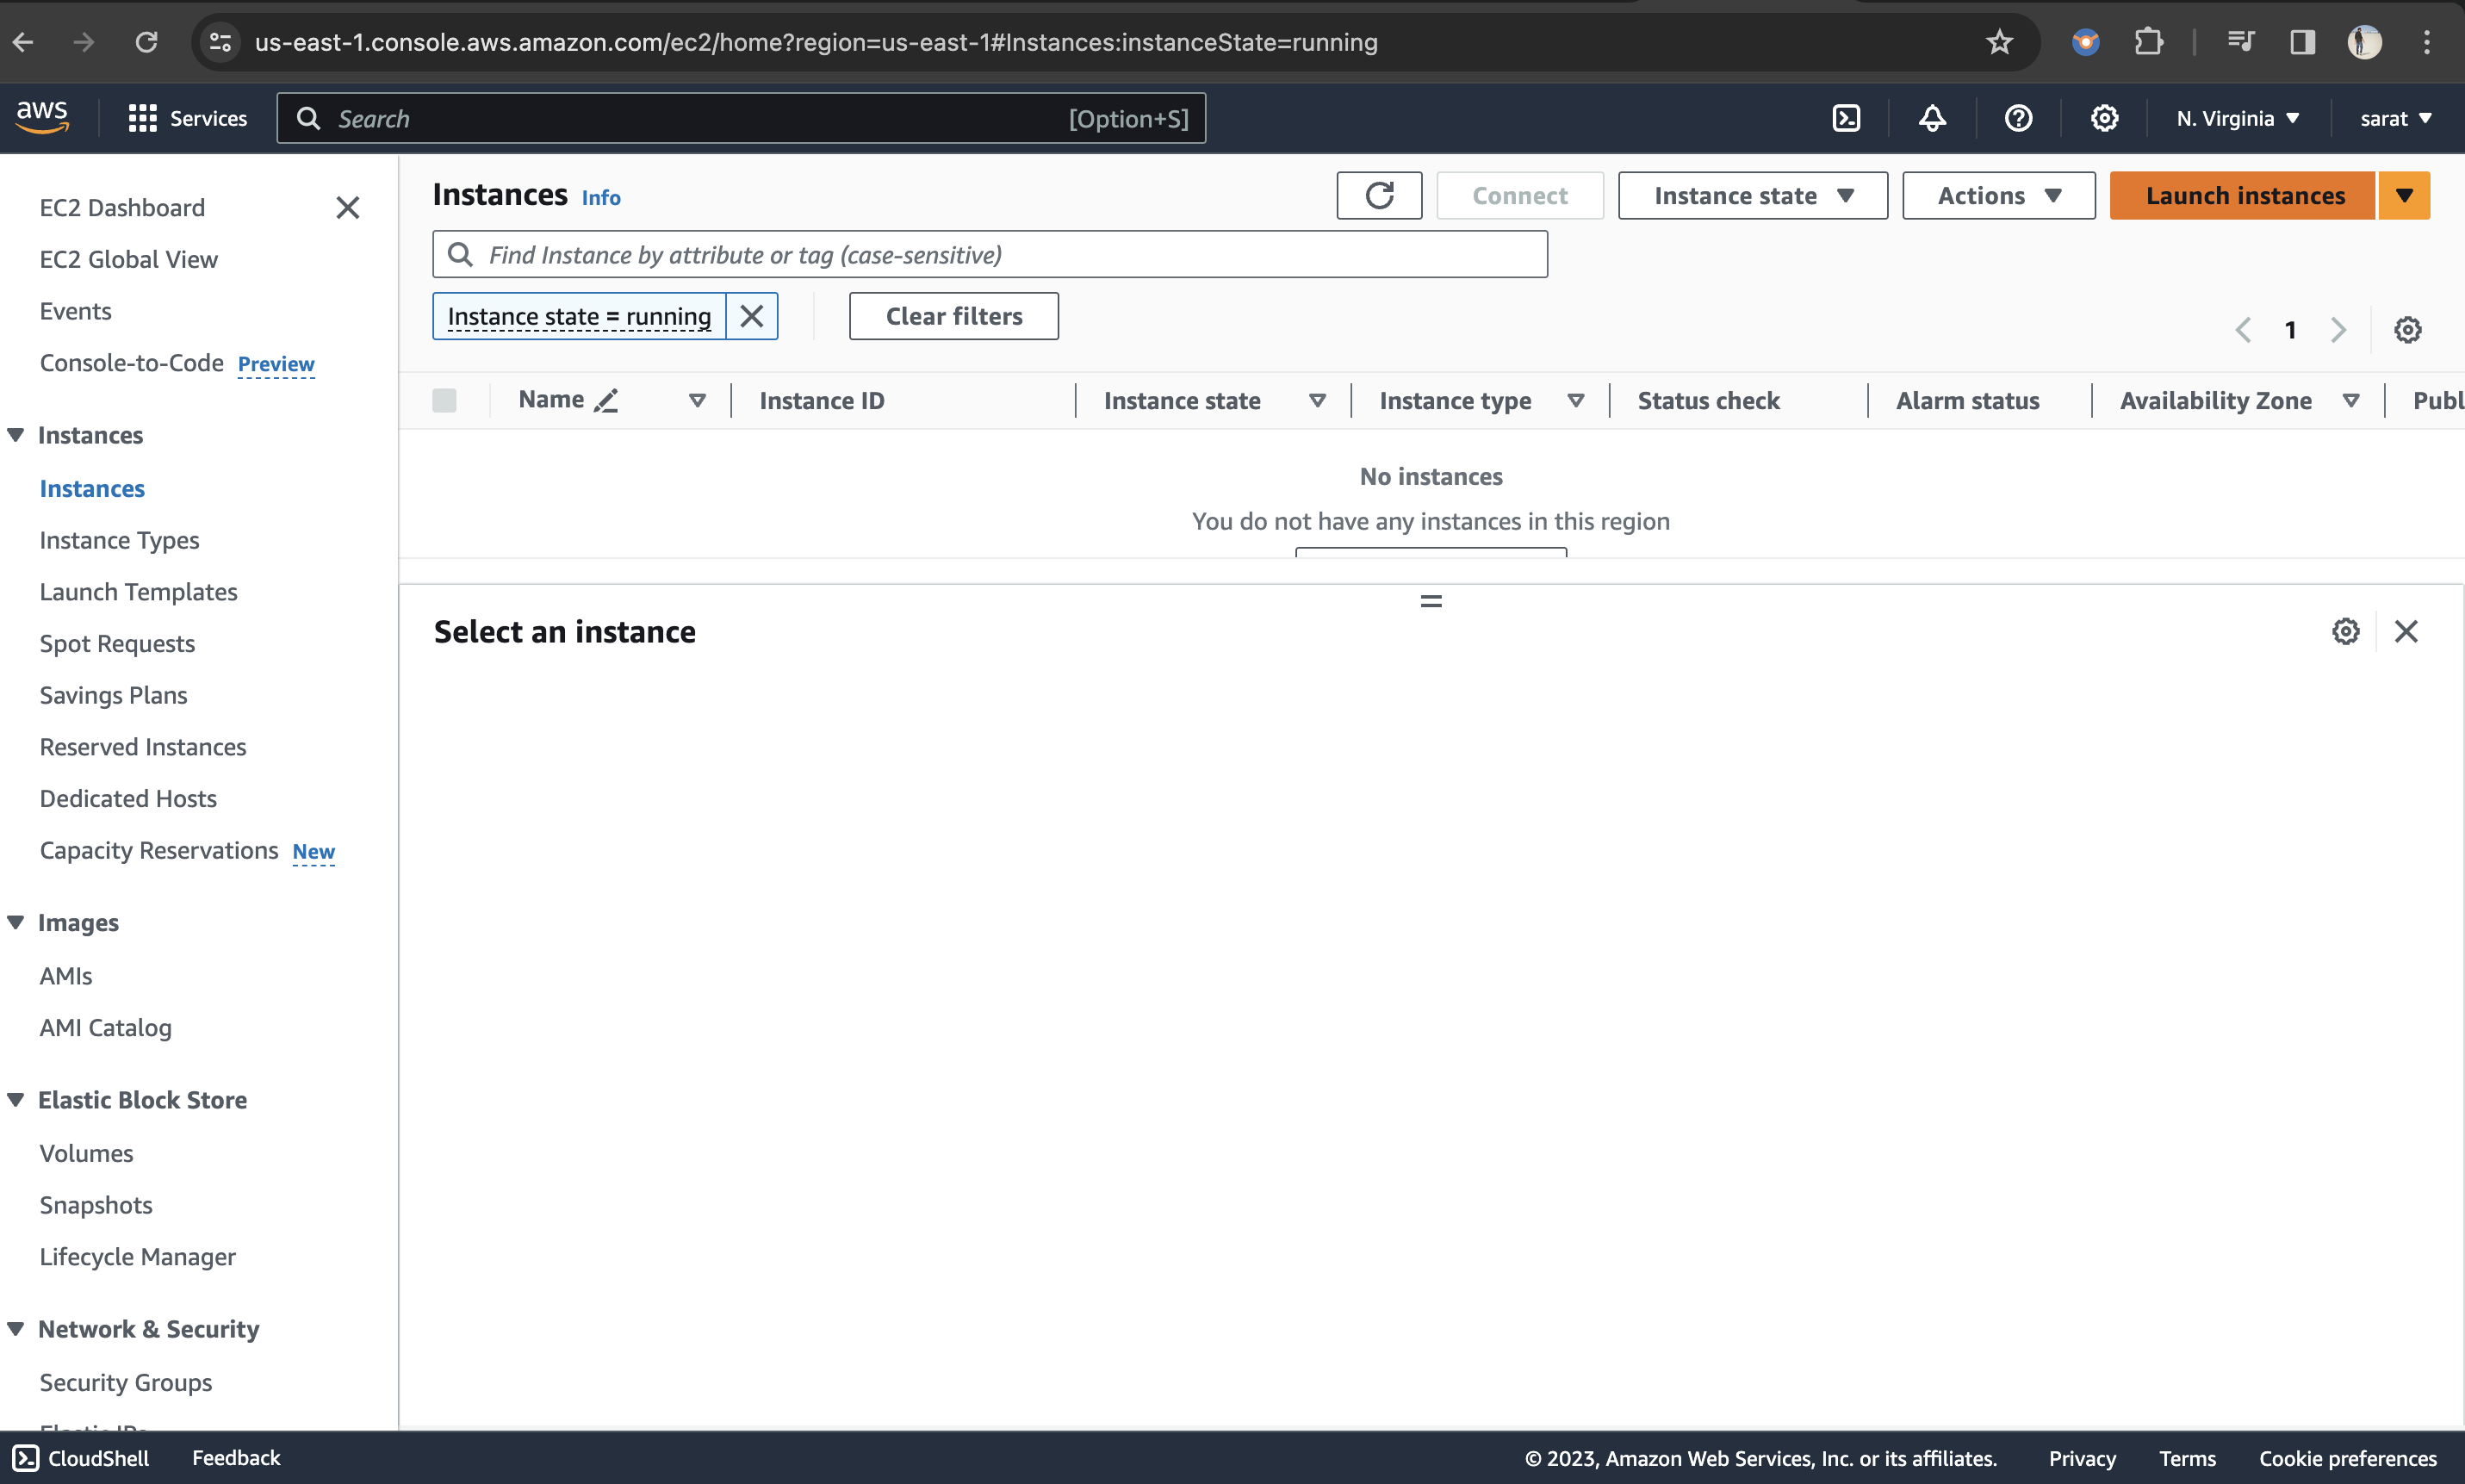 us-east-1.console.aws.amazon.com/ec2/home?region=us-east-1#Instances:instanceState=running
aws
Services
Search
[Option+S]
N. Virginia
sarat
EC2 Dashboard
EC2 Global View
Events
Console-to-Code Preview
Instances
Instances
Instance Types
Launch Templates
Spot Requests
Savings Plans
Reserved Instances
Dedicated Hosts
Capacity Reservations New
Images
AMIs
AMI Catalog
Elastic Block Store
Volumes
Snapshots
Lifecycle Manager
Network & Security
Security Groups
Instances Info
Connect
Instance state
Actions
Launch instances
Find Instance by attribute or tag (case-sensitive)
Instance state = running
Clear filters
1
Name
Instance ID
Instance state
Instance type
Status check
Alarm status
Availability Zone
Publ
No instances
You do not have any instances in this region
Select an instance
CloudShell
Feedback
© 2023, Amazon Web Services, Inc. or its affiliates.
Privacy
Terms
Cookie preferences